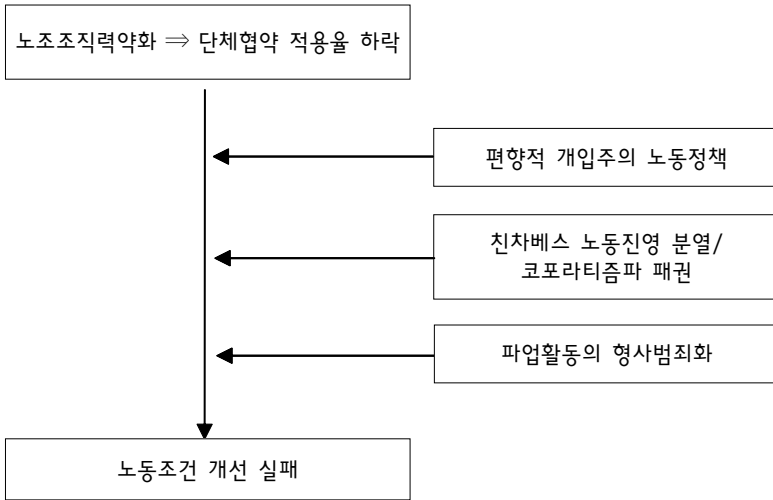 노조조직력약화 ⇒ 단체협약 적용율 하락
편향적 개입주의 노동정책
친차베스 노동진영 분열/
코포라티즘파 패권
파업활동의 형사범죄화
노동조건 개선 실패